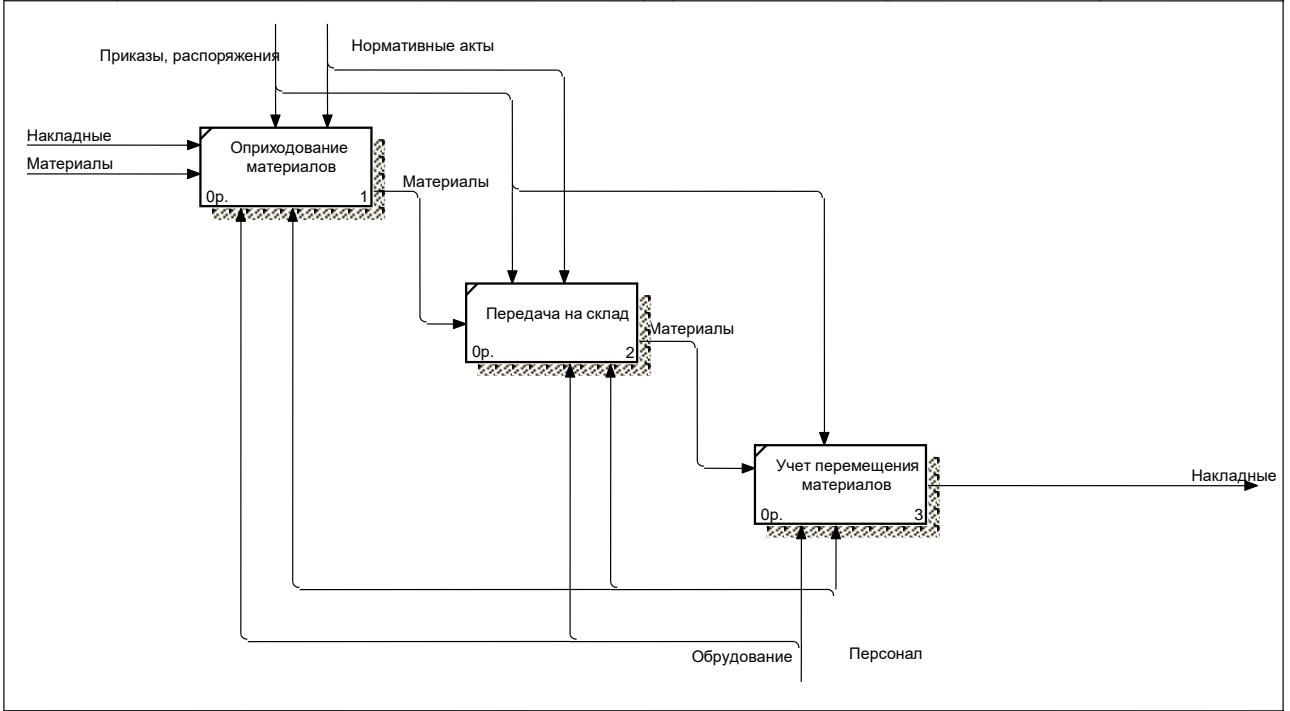 Нормативные акты
Приказы, распоряжения
Накладные
Материалы
Оприходование
материалов
0р.
1
Материалы
Передача на склад
0р.
2
Материалы
Учет перемещения
материалов
0р.
3
Накладные
Обрудование
Персонал